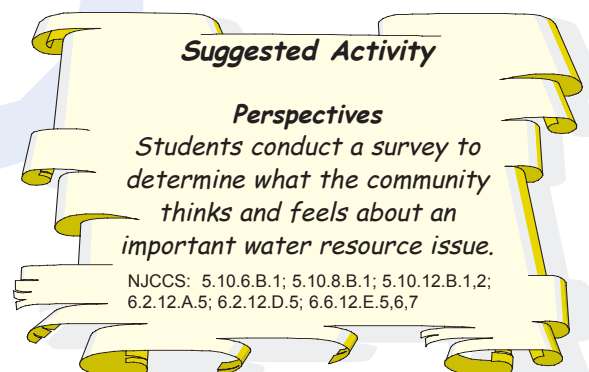 Suggested Activity
Perspectives
Students conduct a survey to
determine what the community
thinks and feels about an
important water resource issue.
NJCCS: 5.10.6.B.1; 5.10.8.B.1; 5.10.12.B.1,2;
6.2.12.A.5; 6.2.12.D.5; 6.6.12.E.5,6,7